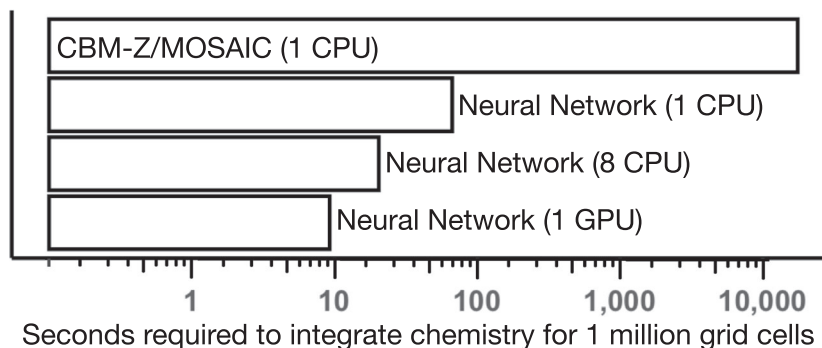 CBM-Z/MOSAIC (1 CPU)
Neural Network (1 CPU)
Neural Network (8 CPU)
Neural Network (1 GPU)
1 10 100 1,000 10,000
Seconds required to integrate chemistry for 1 million grid cells